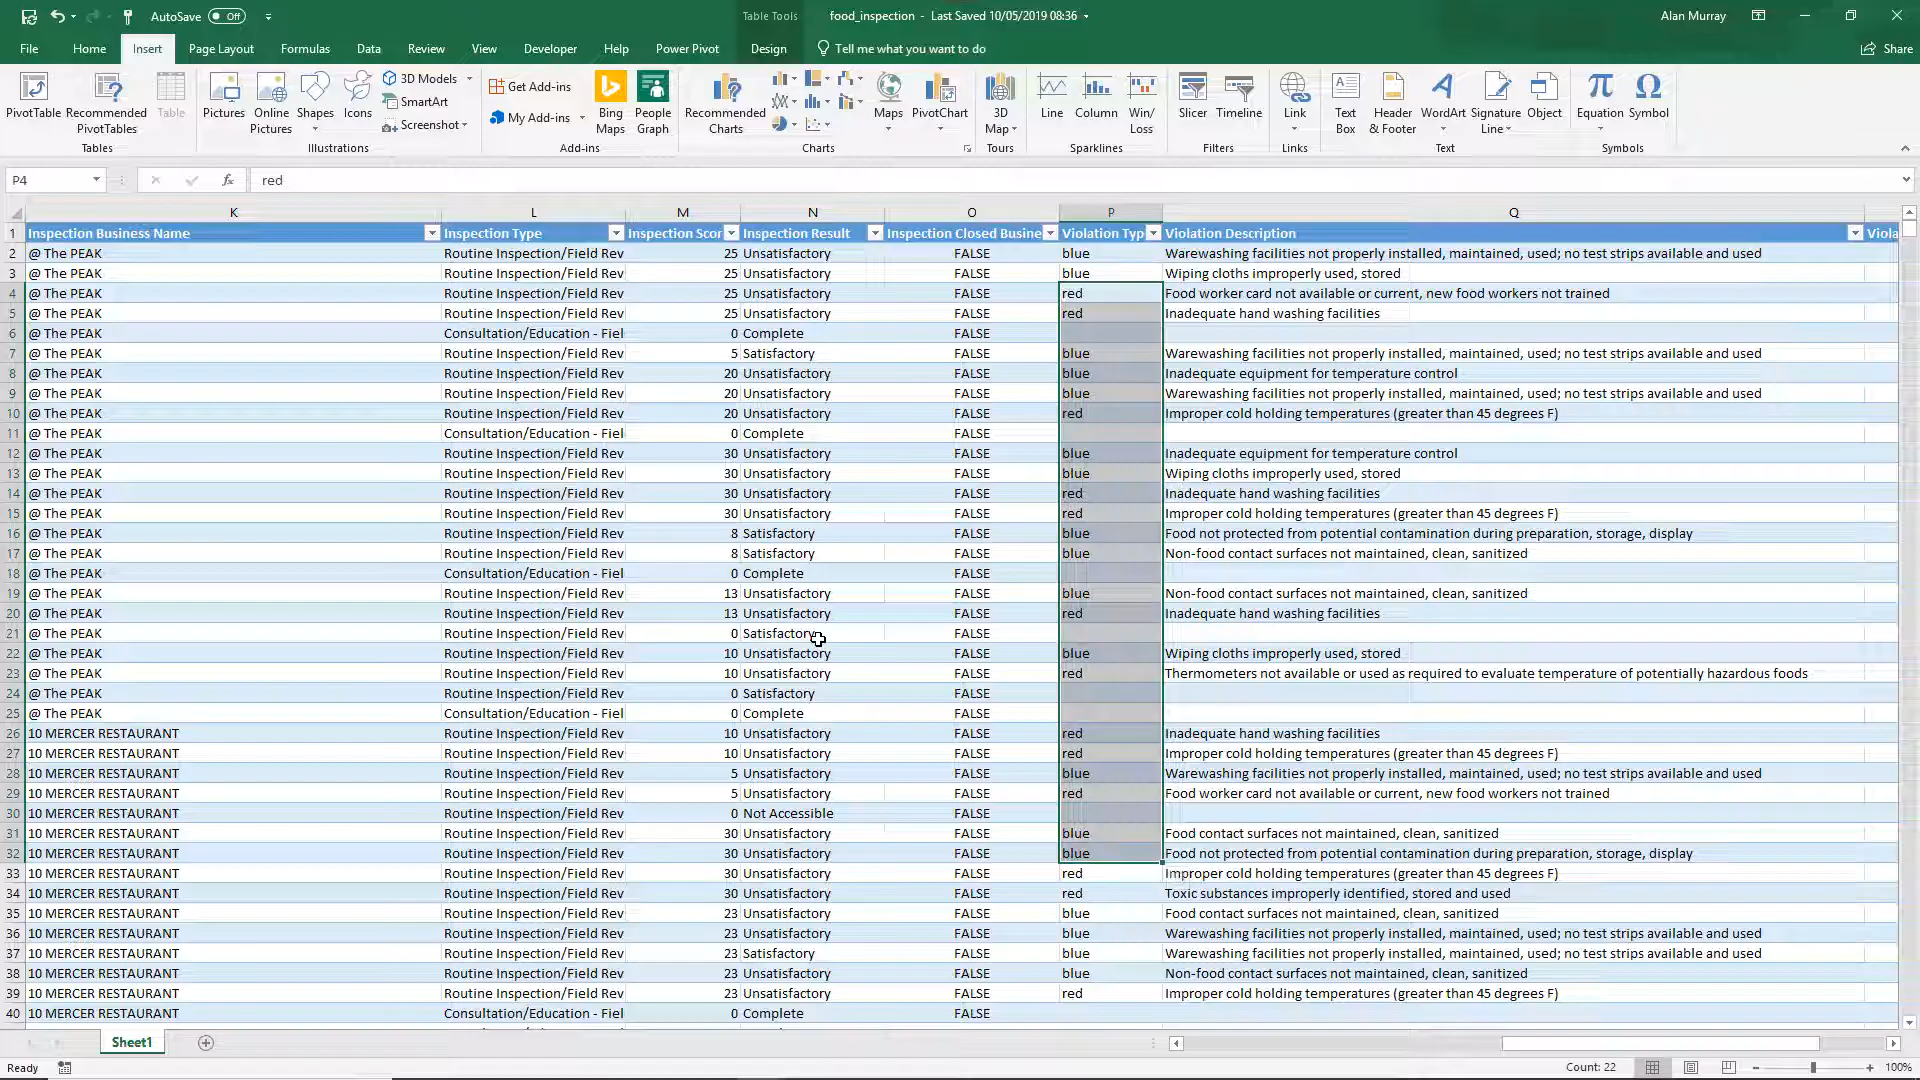 AutoSave Off
Table Tools
food_inspection - Last Saved 10/05/2019 08:36
Alan Murray
File Home Insert Page Layout Formulas Data Review View Developer Help Power Pivot Design Tell me what you want to do Share
PivotTable
Recommended PivotTables
Table
Tables
Pictures
Online Pictures
Shapes
Icons
3D Models
SmartArt
Screenshot
Illustrations
Get Add-ins
My Add-ins
Bing Maps
People Graph
Add-ins
Recommended Charts
Maps
PivotChart
Charts
3D Map
Tours
Line
Column
Win/Loss
Sparklines
Slicer
Timeline
Filters
Link
Links
Text Box
Header & Footer
WordArt
Signature Line
Object
Text
Equation
Symbol
Symbols
P4 fx red
K L M N O P Q
1 Inspection Business Name Inspection Type Inspection Scor Inspection Result Inspection Closed Busine Violation Typ Violation Description Viola
2 @ The PEAK Routine Inspection/Field Rev 25 Unsatisfactory FALSE blue Warewashing facilities not properly installed, maintained, used; no test strips available and used
3 @ The PEAK Routine Inspection/Field Rev 25 Unsatisfactory FALSE blue Wiping cloths improperly used, stored
4 @ The PEAK Routine Inspection/Field Rev 25 Unsatisfactory FALSE red Food worker card not available or current, new food workers not trained
5 @ The PEAK Routine Inspection/Field Rev 25 Unsatisfactory FALSE red Inadequate hand washing facilities
6 @ The PEAK Consultation/Education - Fiel 0 Complete FALSE
7 @ The PEAK Routine Inspection/Field Rev 5 Satisfactory FALSE blue Warewashing facilities not properly installed, maintained, used; no test strips available and used
8 @ The PEAK Routine Inspection/Field Rev 20 Unsatisfactory FALSE blue Inadequate equipment for temperature control
9 @ The PEAK Routine Inspection/Field Rev 20 Unsatisfactory FALSE blue Warewashing facilities not properly installed, maintained, used; no test strips available and used
10 @ The PEAK Routine Inspection/Field Rev 20 Unsatisfactory FALSE red Improper cold holding temperatures (greater than 45 degrees F)
11 @ The PEAK Consultation/Education - Fiel 0 Complete FALSE
12 @ The PEAK Routine Inspection/Field Rev 30 Unsatisfactory FALSE blue Inadequate equipment for temperature control
13 @ The PEAK Routine Inspection/Field Rev 30 Unsatisfactory FALSE blue Wiping cloths improperly used, stored
14 @ The PEAK Routine Inspection/Field Rev 30 Unsatisfactory FALSE red Inadequate hand washing facilities
15 @ The PEAK Routine Inspection/Field Rev 30 Unsatisfactory FALSE red Improper cold holding temperatures (greater than 45 degrees F)
16 @ The PEAK Routine Inspection/Field Rev 8 Satisfactory FALSE blue Food not protected from potential contamination during preparation, storage, display
17 @ The PEAK Routine Inspection/Field Rev 8 Satisfactory FALSE blue Non-food contact surfaces not maintained, clean, sanitized
18 @ The PEAK Consultation/Education - Fiel 0 Complete FALSE
19 @ The PEAK Routine Inspection/Field Rev 13 Unsatisfactory FALSE blue Non-food contact surfaces not maintained, clean, sanitized
20 @ The PEAK Routine Inspection/Field Rev 13 Unsatisfactory FALSE red Inadequate hand washing facilities
21 @ The PEAK Routine Inspection/Field Rev 0 Satisfactory FALSE
22 @ The PEAK Routine Inspection/Field Rev 10 Unsatisfactory FALSE blue Wiping cloths improperly used, stored
23 @ The PEAK Routine Inspection/Field Rev 10 Unsatisfactory FALSE red Thermometers not available or used as required to evaluate temperature of potentially hazardous foods
24 @ The PEAK Routine Inspection/Field Rev 0 Satisfactory FALSE
25 @ The PEAK Consultation/Education - Fiel 0 Complete FALSE
26 10 MERCER RESTAURANT Routine Inspection/Field Rev 10 Unsatisfactory FALSE red Inadequate hand washing facilities
27 10 MERCER RESTAURANT Routine Inspection/Field Rev 10 Unsatisfactory FALSE red Improper cold holding temperatures (greater than 45 degrees F)
28 10 MERCER RESTAURANT Routine Inspection/Field Rev 5 Unsatisfactory FALSE blue Warewashing facilities not properly installed, maintained, used; no test strips available and used
29 10 MERCER RESTAURANT Routine Inspection/Field Rev 5 Unsatisfactory FALSE red Food worker card not available or current, new food workers not trained
30 10 MERCER RESTAURANT Routine Inspection/Field Rev 0 Not Accessible FALSE
31 10 MERCER RESTAURANT Routine Inspection/Field Rev 30 Unsatisfactory FALSE blue Food contact surfaces not maintained, clean, sanitized
32 10 MERCER RESTAURANT Routine Inspection/Field Rev 30 Unsatisfactory FALSE blue Food not protected from potential contamination during preparation, storage, display
33 10 MERCER RESTAURANT Routine Inspection/Field Rev 30 Unsatisfactory FALSE red Improper cold holding temperatures (greater than 45 degrees F)
34 10 MERCER RESTAURANT Routine Inspection/Field Rev 30 Unsatisfactory FALSE red Toxic substances improperly identified, stored and used
35 10 MERCER RESTAURANT Routine Inspection/Field Rev 23 Unsatisfactory FALSE blue Food contact surfaces not maintained, clean, sanitized
36 10 MERCER RESTAURANT Routine Inspection/Field Rev 23 Unsatisfactory FALSE blue Warewashing facilities not properly installed, maintained, used; no test strips available and used
37 10 MERCER RESTAURANT Routine Inspection/Field Rev 23 Satisfactory FALSE blue Warewashing facilities not properly installed, maintained, used; no test strips available and used
38 10 MERCER RESTAURANT Routine Inspection/Field Rev 23 Unsatisfactory FALSE blue Non-food contact surfaces not maintained, clean, sanitized
39 10 MERCER RESTAURANT Routine Inspection/Field Rev 23 Unsatisfactory FALSE red Improper cold holding temperatures (greater than 45 degrees F)
40 10 MERCER RESTAURANT Consultation/Education - Fiel 0 Complete FALSE
Sheet1
Ready Count: 22 100%